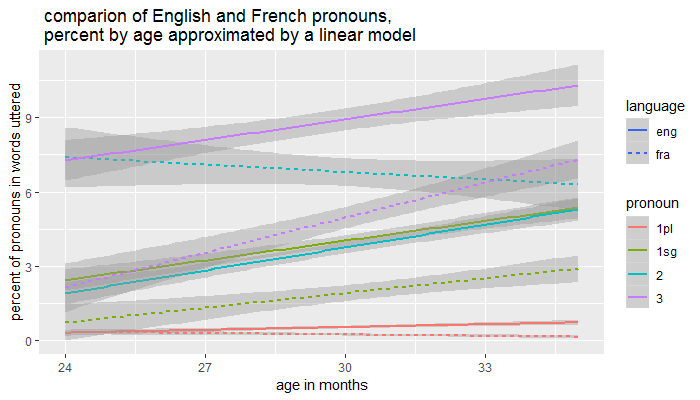 comparion of English and French pronouns,
percent by age approximated by a linear model
percent of pronouns in words uttered
9
6
3
0
24
27
30
33
age in months
language
eng
fra
pronoun
1pl
1sg
2
3